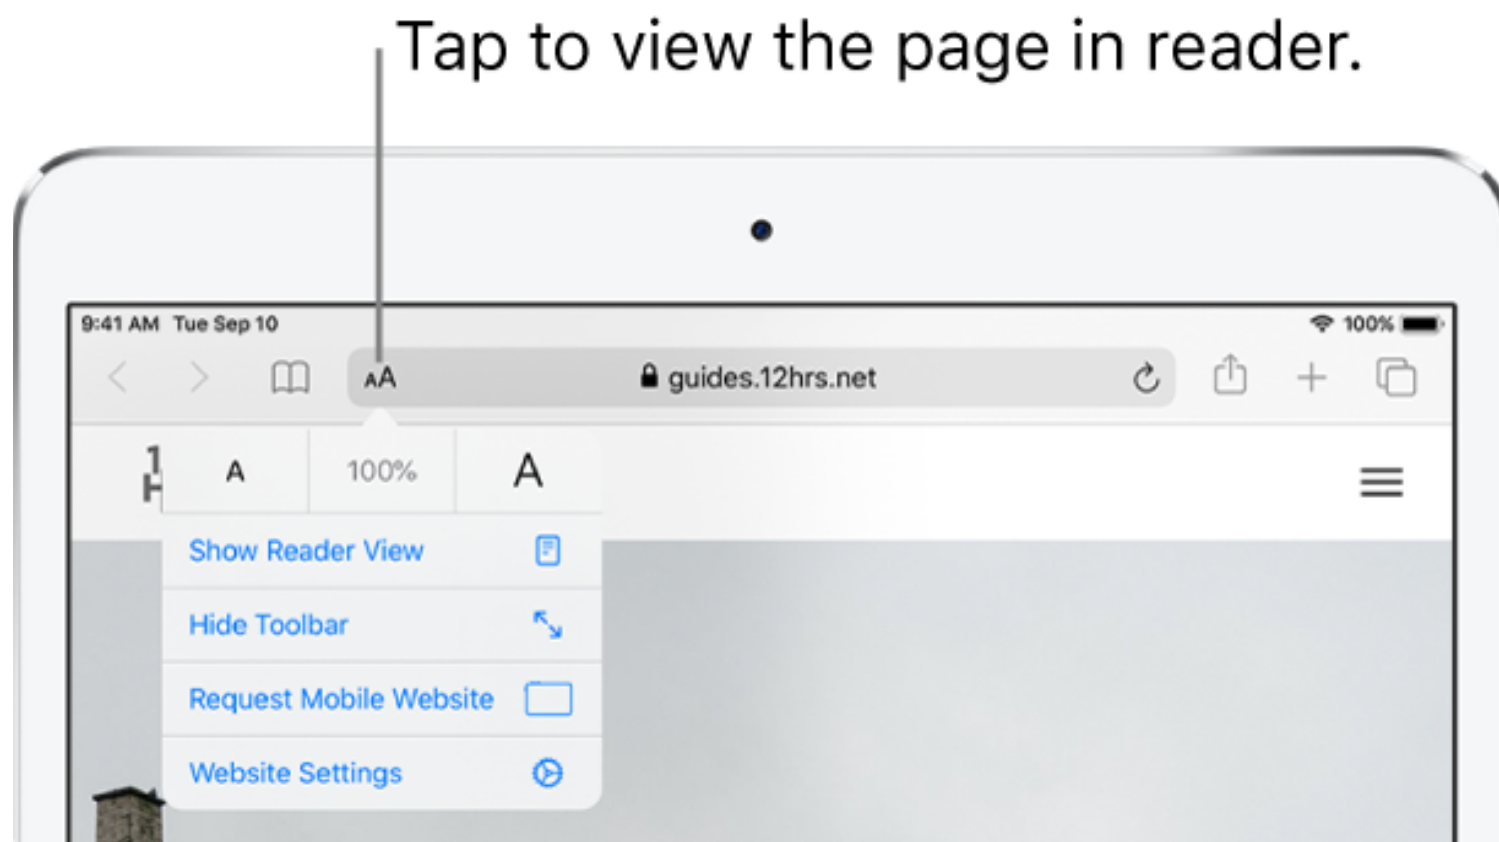 Tap to view the page in reader.
9:41 AM Tue Sep 10 100%
AA guides.12hrs.net
1
H
A 100% A
Show Reader View
Hide Toolbar
Request Mobile Website
Website Settings